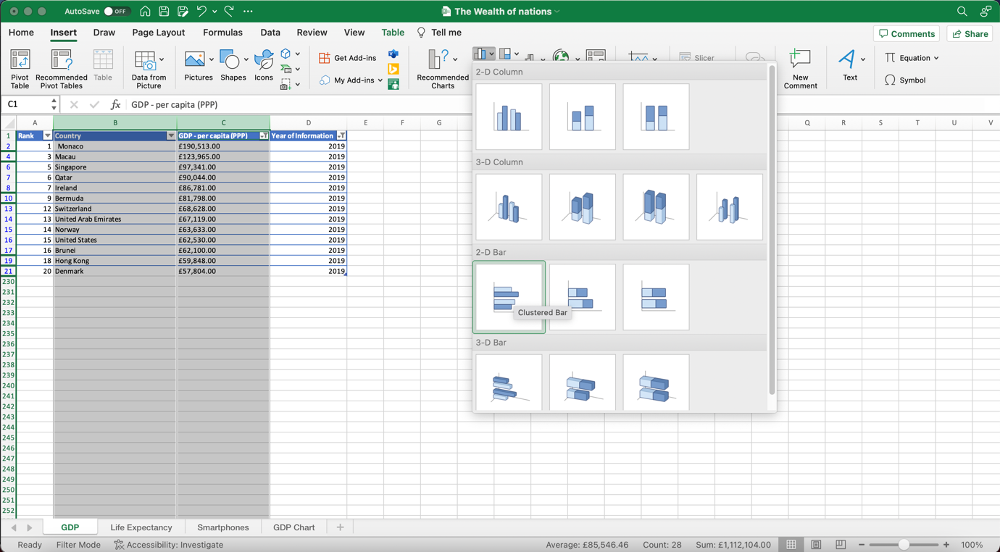 AutoSave OFF The Wealth of nations
Home Insert Draw Page Layout Formulas Data Review View Table Tell me Comments Share
Pivot Table
Recommended Pivot Tables
Table
Data from Picture
Pictures
Shapes
Icons
Get Add-ins
My Add-ins
Recommended Charts
Slicer
New Comment
Text
Equation
Symbol
C1 fx GDP - per capita (PPP)
A B C D E F G Q R S T U V
1 Rank Country GDP - per capita (PPP) Year of Information
2 1 Monaco £190,513.00 2019
4 3 Macau £123,965.00 2019
6 5 Singapore £97,341.00 2019
7 6 Qatar £90,044.00 2019
8 7 Ireland £86,781.00 2019
10 9 Bermuda £81,798.00 2019
13 12 Switzerland £68,628.00 2019
14 13 United Arab Emirates £67,119.00 2019
15 14 Norway £63,633.00 2019
16 15 United States £62,530.00 2019
17 16 Brunei £62,100.00 2019
19 18 Hong Kong £59,848.00 2019
21 20 Denmark £57,804.00 2019
230
231
232
233
234
235
236
237
238
239
240
241
242
243
244
245
246
247
248
249
250
251
252
2-D Column
3-D Column
2-D Bar
Clustered Bar
3-D Bar
GDP Life Expectancy Smartphones GDP Chart
Ready Filter Mode Accessibility: Investigate Average: £85,546.46 Count: 28 Sum: £1,112,104.00 100%